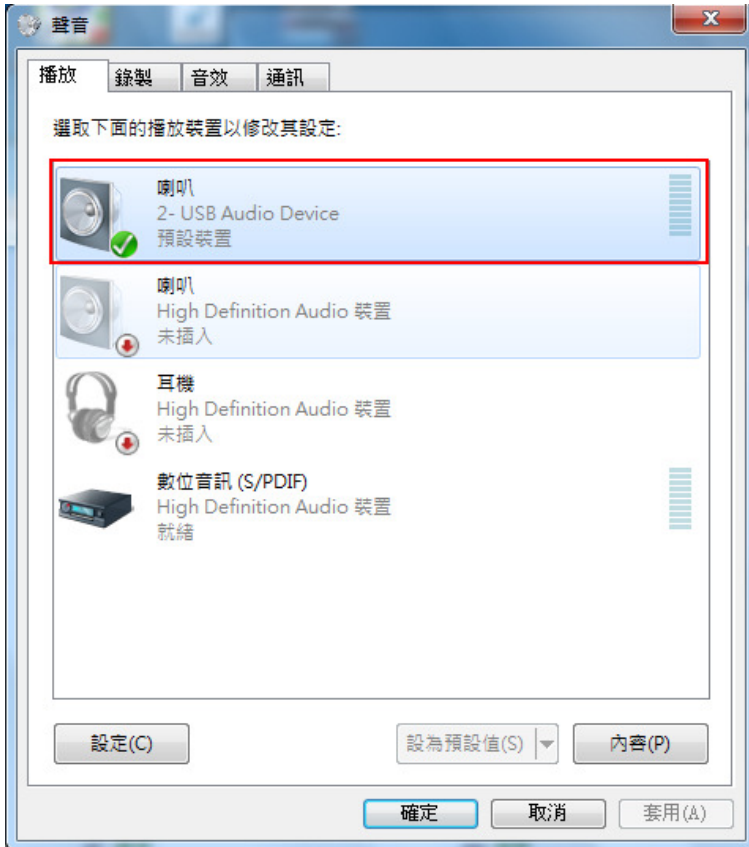 聲音
播放 錄製 音效 通訊
選取下面的播放裝置以修改其設定:
喇叭
2- USB Audio Device
預設裝置
喇叭
High Definition Audio 裝置
未插入
耳機
High Definition Audio 裝置
未插入
數位音訊 (S/PDIF)
High Definition Audio 裝置
就緒
設定(C) 設為預設值(S) 內容(P)
確定 取消 套用(A)